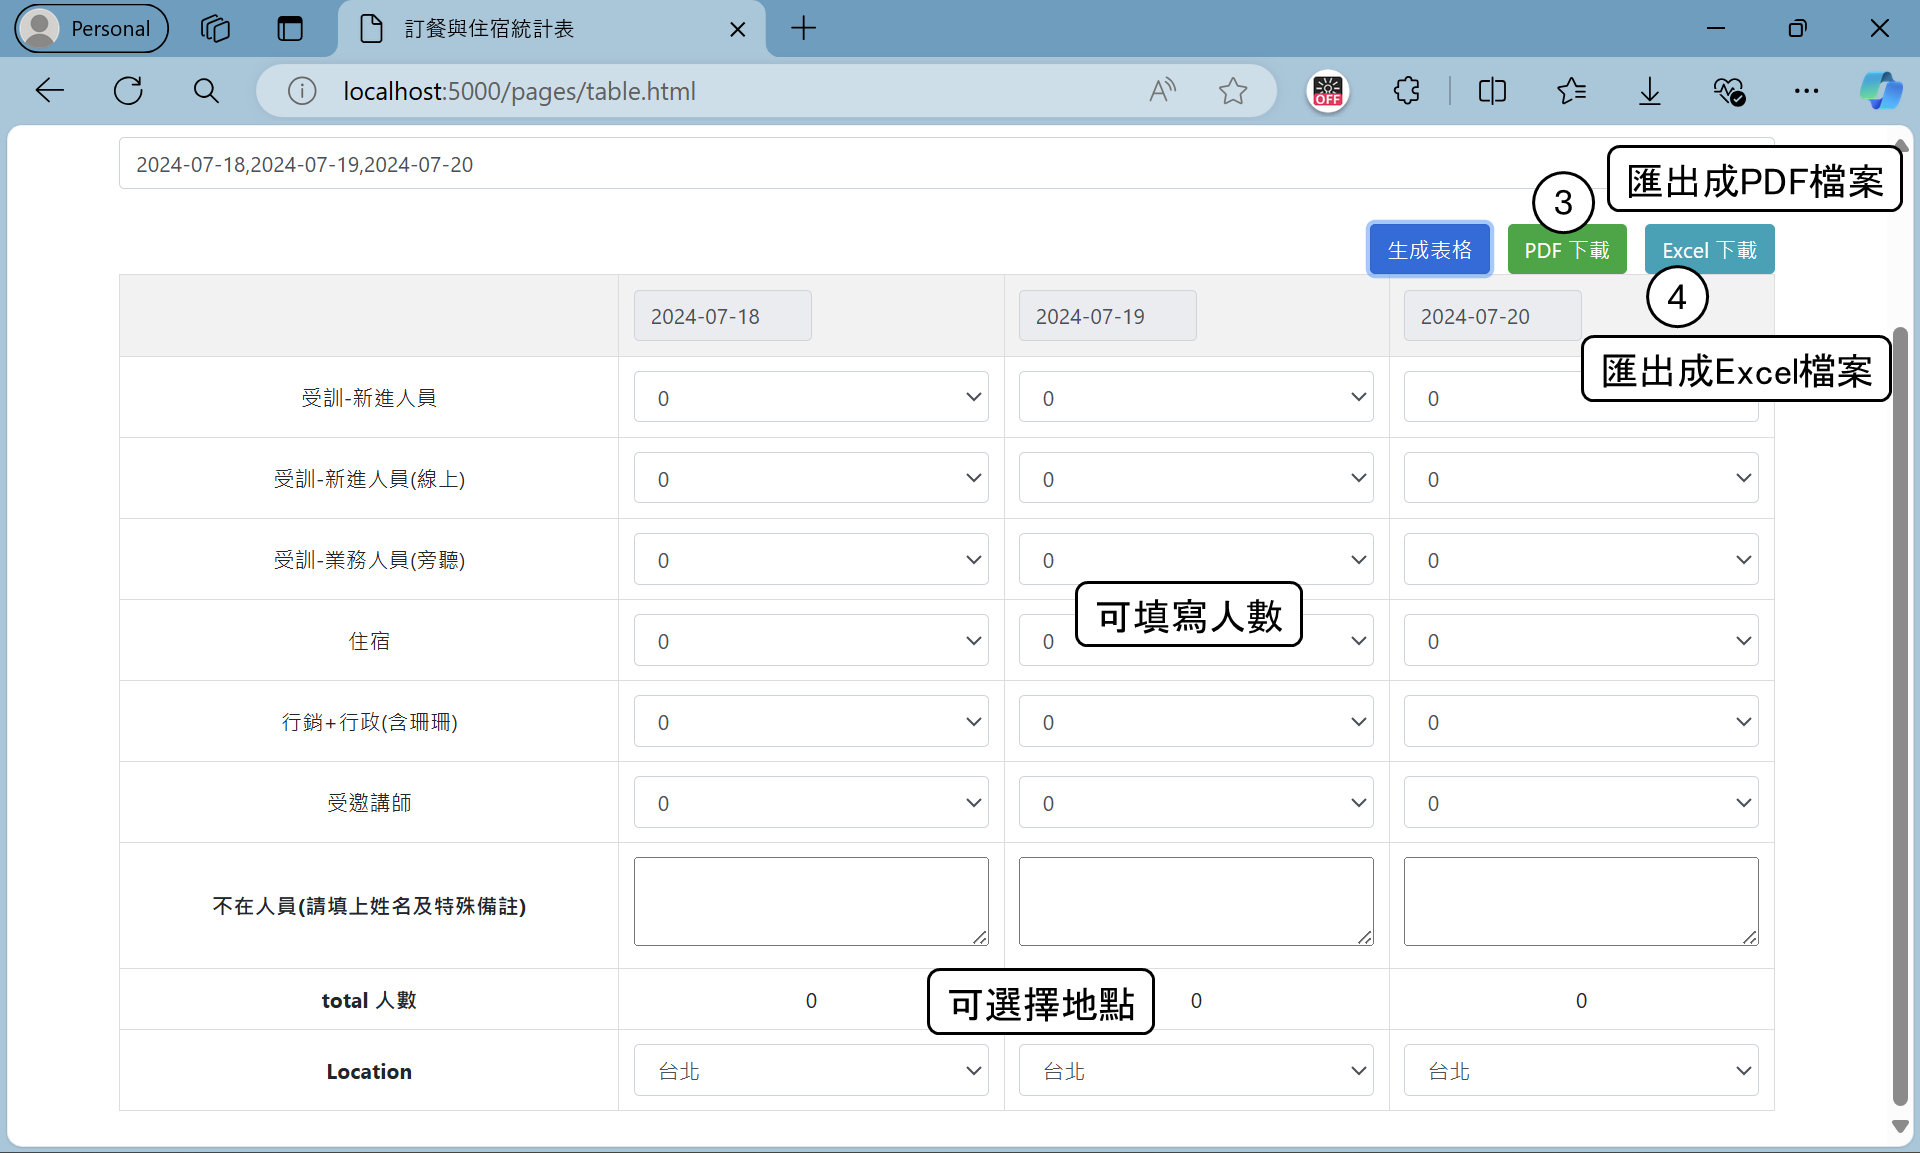 Personal
訂餐與住宿統計表
localhost:5000/pages/table.html
OFF
2024-07-18,2024-07-19,2024-07-20
匯出成PDF檔案
3
生成表格
PDF 下載
Excel 下載
4
匯出成Excel檔案
2024-07-18
2024-07-19
2024-07-20
受訓-新進人員
0
0
0
受訓-新進人員(線上)
0
0
0
受訓-業務人員(旁聽)
0
0
0
可填寫人數
住宿
0
0
0
行銷+行政(含珊珊)
0
0
0
受邀講師
0
0
0
不在人員(請填上姓名及特殊備註)
total 人數
0
可選擇地點
0
0
Location
台北
台北
台北